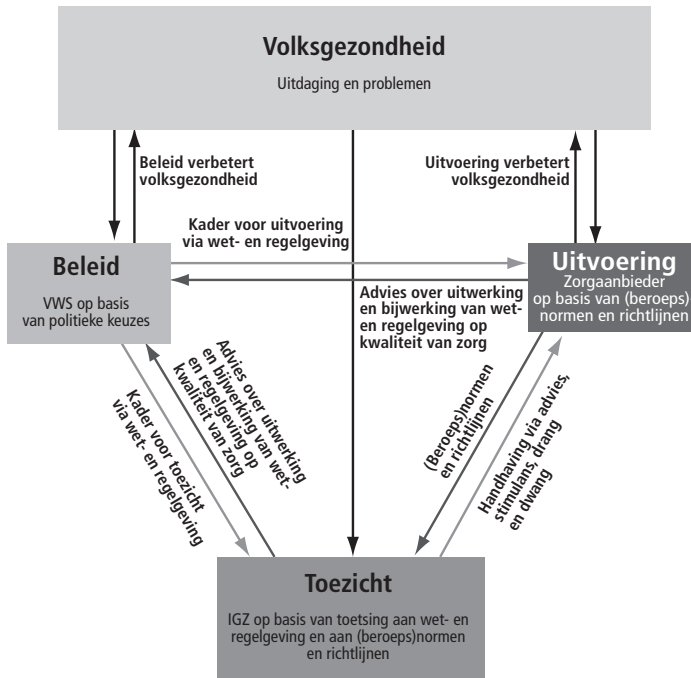 Volksgezondheid
Uitdaging en problemen
Beleid verbetert
volksgezondheid
Uitvoering verbetert
volksgezondheid
Kader voor uitvoering
via wet- en regelgeving
Beleid
VWS op basis
van politieke keuzes
Uitvoering
Zorgaanbieder
op basis van (beroeps)-
normen en richtlijnen
Advies over uitwerking
en bijwerking van wet-
en regelgeving op
kwaliteit van zorg
Kader voor toezicht
via wet- en regelgeving
Advies over uitwerking
en bijwerking van wet-
en regelgeving op
kwaliteit van zorg
(Beroeps)normen
en richtlijnen
Handhaving via advies,
stimulans, drang
en dwang
Toezicht
IGZ op basis van toetsing aan wet- en
regelgeving en aan (beroeps)normen
en richtlijnen